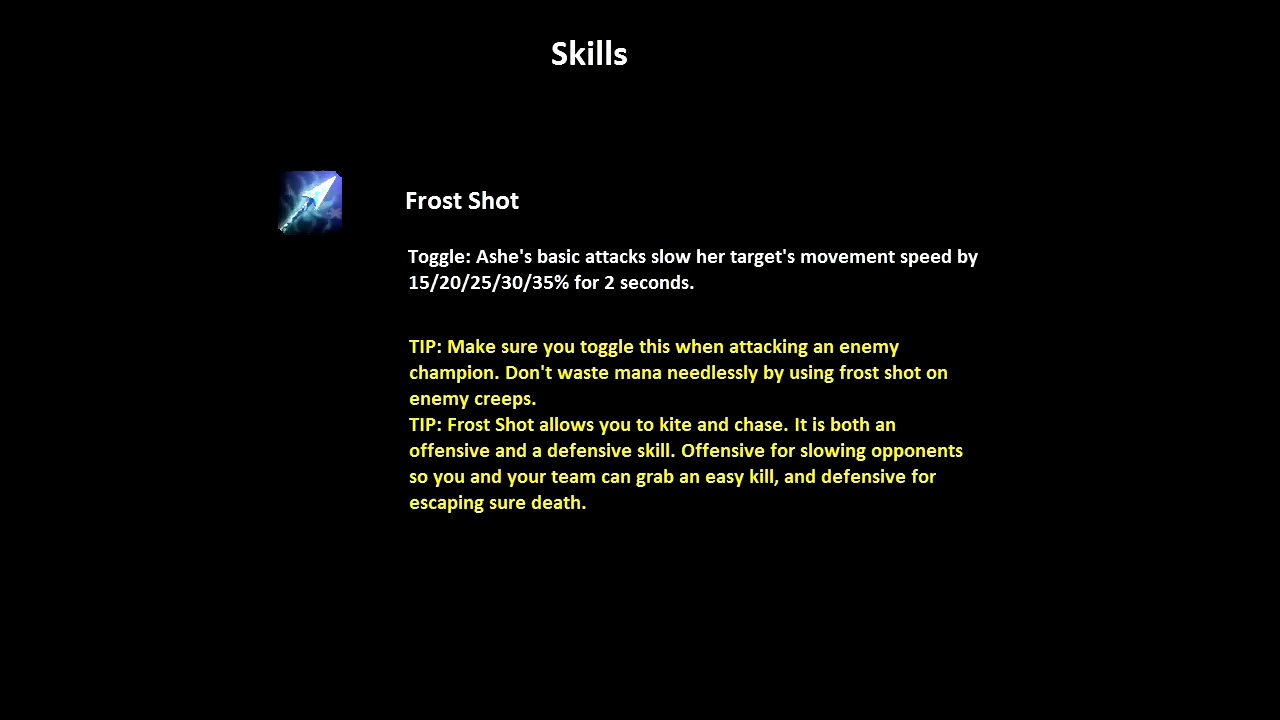 Skills
Frost Shot
Toggle: Ashe's basic attacks slow her target's movement speed by
15/20/25/30/35% for 2 seconds.
TIP: Make sure you toggle this when attacking an enemy
champion. Don't waste mana needlessly by using frost shot on
enemy creeps.
TIP: Frost Shot allows you to kite and chase. It is both an
offensive and a defensive skill. Offensive for slowing opponents
so you and your team can grab an easy kill, and defensive for
escaping sure death.